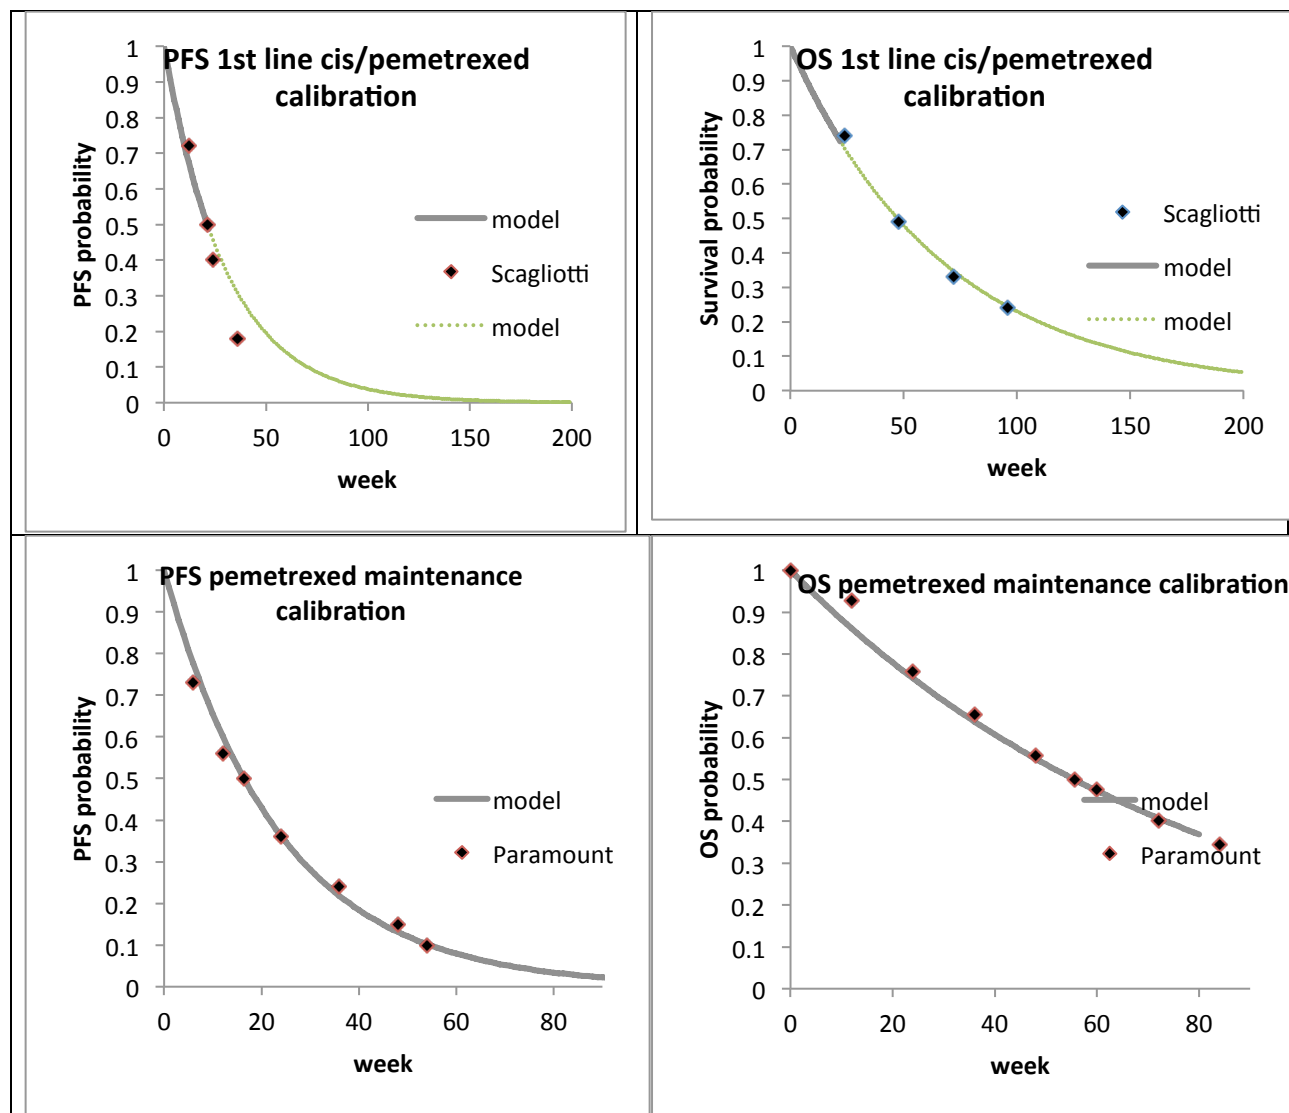 PFS 1st line cis/pemetrexed
calibration
PFS probability
1
0.9
0.8
0.7
0.6
0.5
0.4
0.3
0.2
0.1
0
0 50 100 150 200
week
model
Scagliotti
model
OS 1st line cis/pemetrexed
calibration
Survival probability
1
0.9
0.8
0.7
0.6
0.5
0.4
0.3
0.2
0.1
0
0 50 100 150 200
week
Scagliotti
model
model
PFS pemetrexed maintenance
calibration
PFS probability
1
0.9
0.8
0.7
0.6
0.5
0.4
0.3
0.2
0.1
0
0 20 40 60 80
week
model
Paramount
OS pemetrexed maintenance calibration
OS probability
1
0.9
0.8
0.7
0.6
0.5
0.4
0.3
0.2
0.1
0
0 20 40 60 80
week
model
Paramount